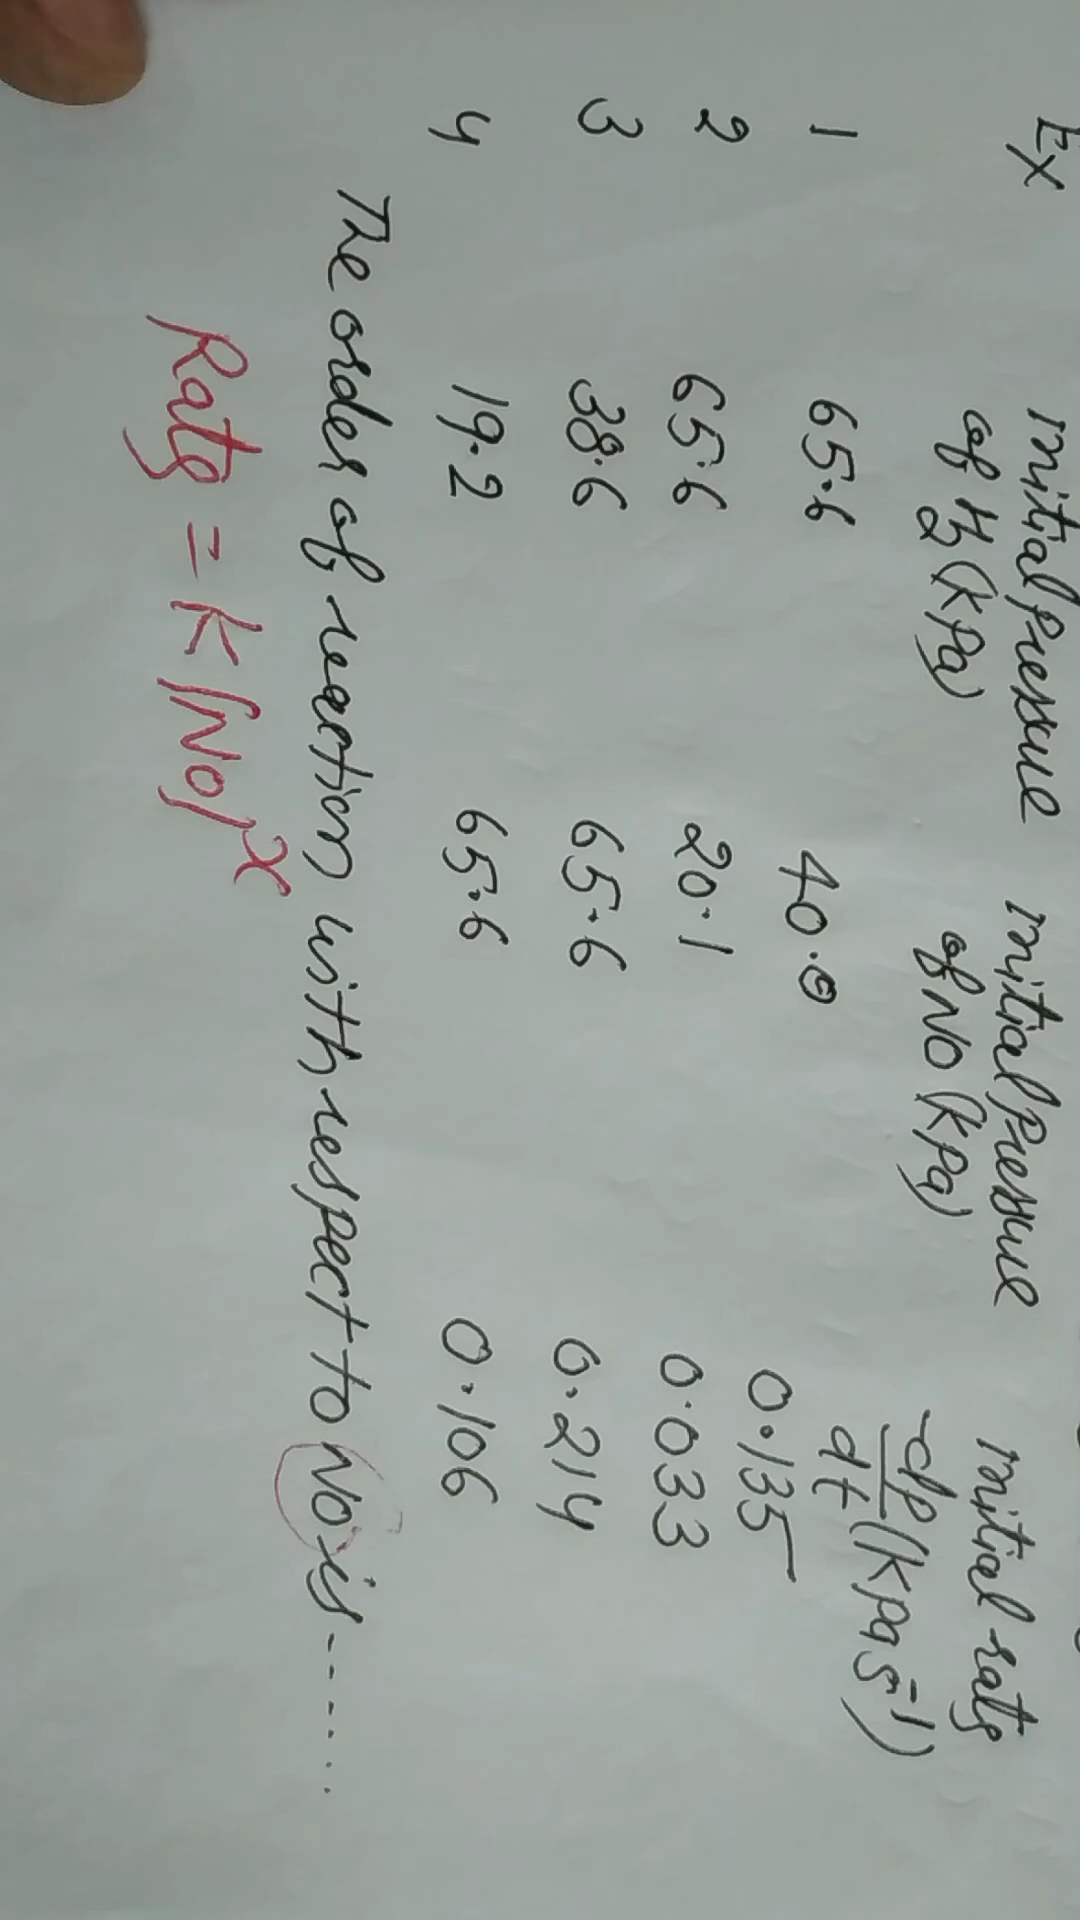 Ex initial pressure initial pressure initial rate
of H2 (kPa) of NO (kPa) -dp/dt (kPa s-1)
1 65.6 40.0 0.135
2 65.6 20.1 0.033
3 38.6 65.6 0.214
4 19.2 65.6 0.106
The order of reaction with respect to NO is......
Rate = K[NO]x